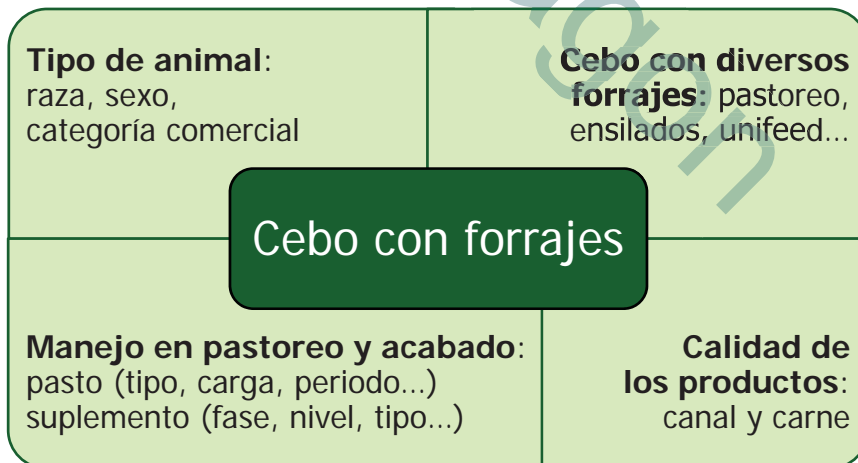 Tipo de animal:
raza, sexo,
categoría comercial
Cebo con diversos
forrajes: pastoreo,
ensilados, unifeed...
Cebo con forrajes
Manejo en pastoreo y acabado:
pasto (tipo, carga, periodo...)
suplemento (fase, nivel, tipo...)
Calidad de
los productos:
canal y carne